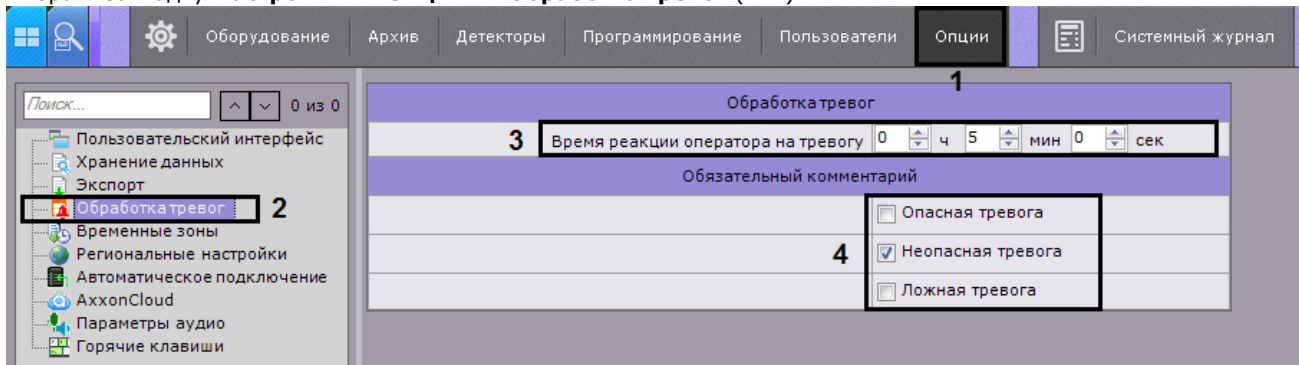 Оборудование Архив Детекторы Программирование Пользователи Опции Системный журнал
1
Поиск... 0 из 0
Пользовательский интерфейс
Хранение данных
Экспорт
Обработка тревог 2
Временные зоны
Региональные настройки
Автоматическое подключение
AxxonCloud
Параметры аудио
Горячие клавиши
Обработка тревог
3 Время реакции оператора на тревогу 0 ч 5 мин 0 сек
Обязательный комментарий
Опасная тревога
4 Неопасная тревога
Ложная тревога